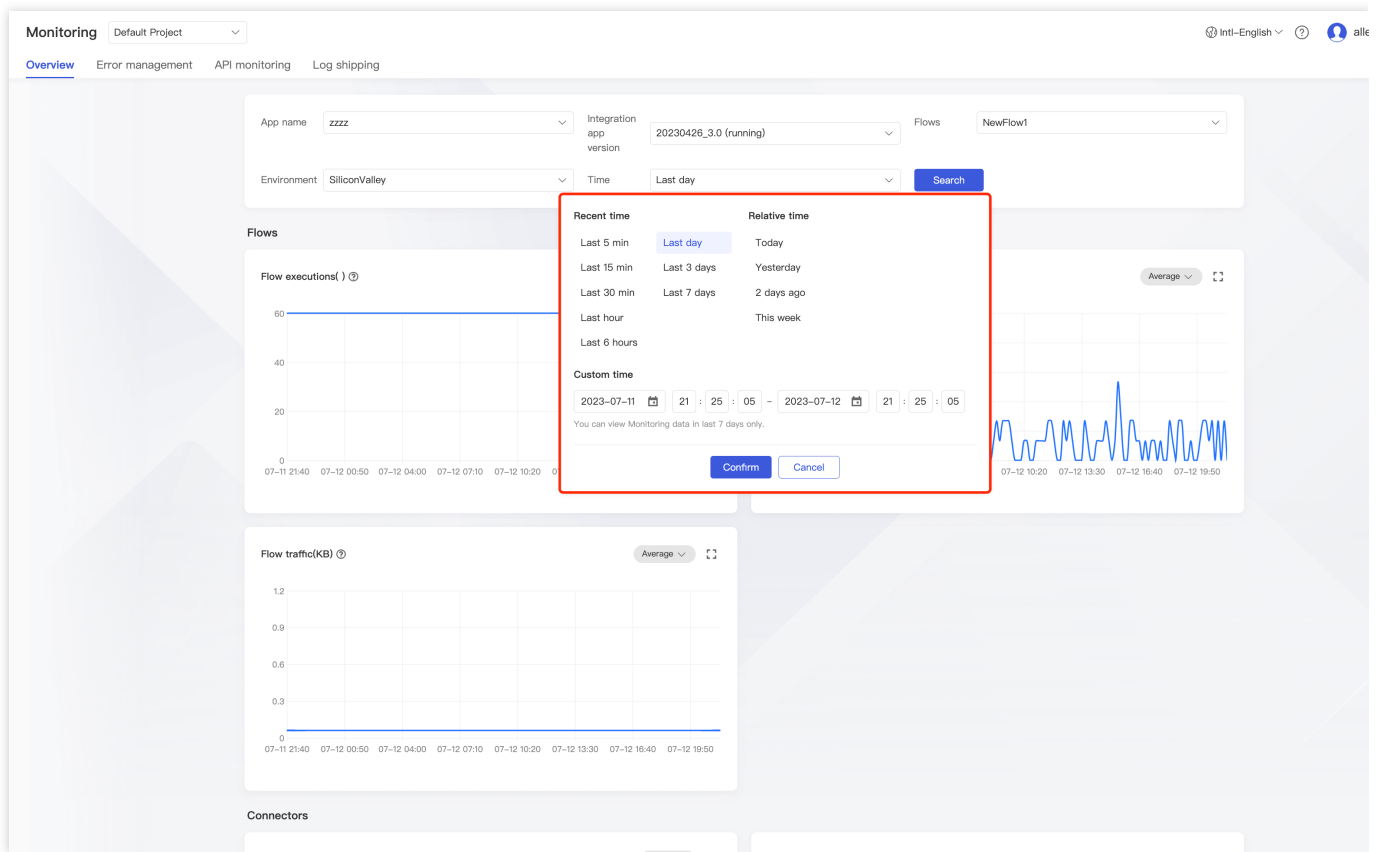 Monitoring Default Project Intl-English alle
Overview Error management API monitoring Log shipping
App name zzzz Integration app version 20230426_3.0 (running) Flows NewFlow1
Environment SiliconValley Time Last day Search
Flows
Recent time Relative time
Last 5 min Last day Today
Last 15 min Last 3 days Yesterday
Last 30 min Last 7 days 2 days ago
Last hour This week
Last 6 hours
Custom time
2023-07-11 21 : 25 : 05 - 2023-07-12 21 : 25 : 05
You can view Monitoring data in last 7 days only.
Confirm Cancel
Flow executions( )
60
40
20
0
07-11 21:40 07-12 00:50 07-12 04:00 07-12 07:10 07-12 10:20 07
Average
07-12 10:20 07-12 13:30 07-12 16:40 07-12 19:50
Flow traffic(KB) Average
1.2
0.9
0.6
0.3
0
07-11 21:40 07-12 00:50 07-12 04:00 07-12 07:10 07-12 10:20 07-12 13:30 07-12 16:40 07-12 19:50
Connectors